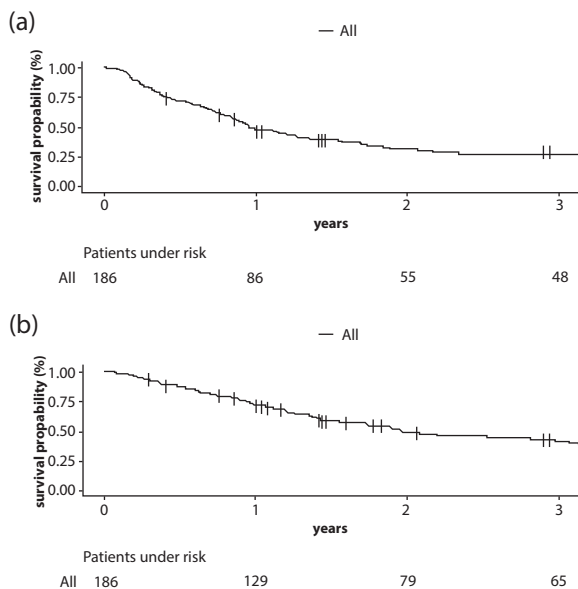 (a)
— All
survival propability (%)
1.00
0.75
0.50
0.25
0.00
0 1 2 3
years
Patients under risk
All 186 86 55 48
(b)
— All
survival propability (%)
1.00
0.75
0.50
0.25
0.00
0 1 2 3
years
Patients under risk
All 186 129 79 65